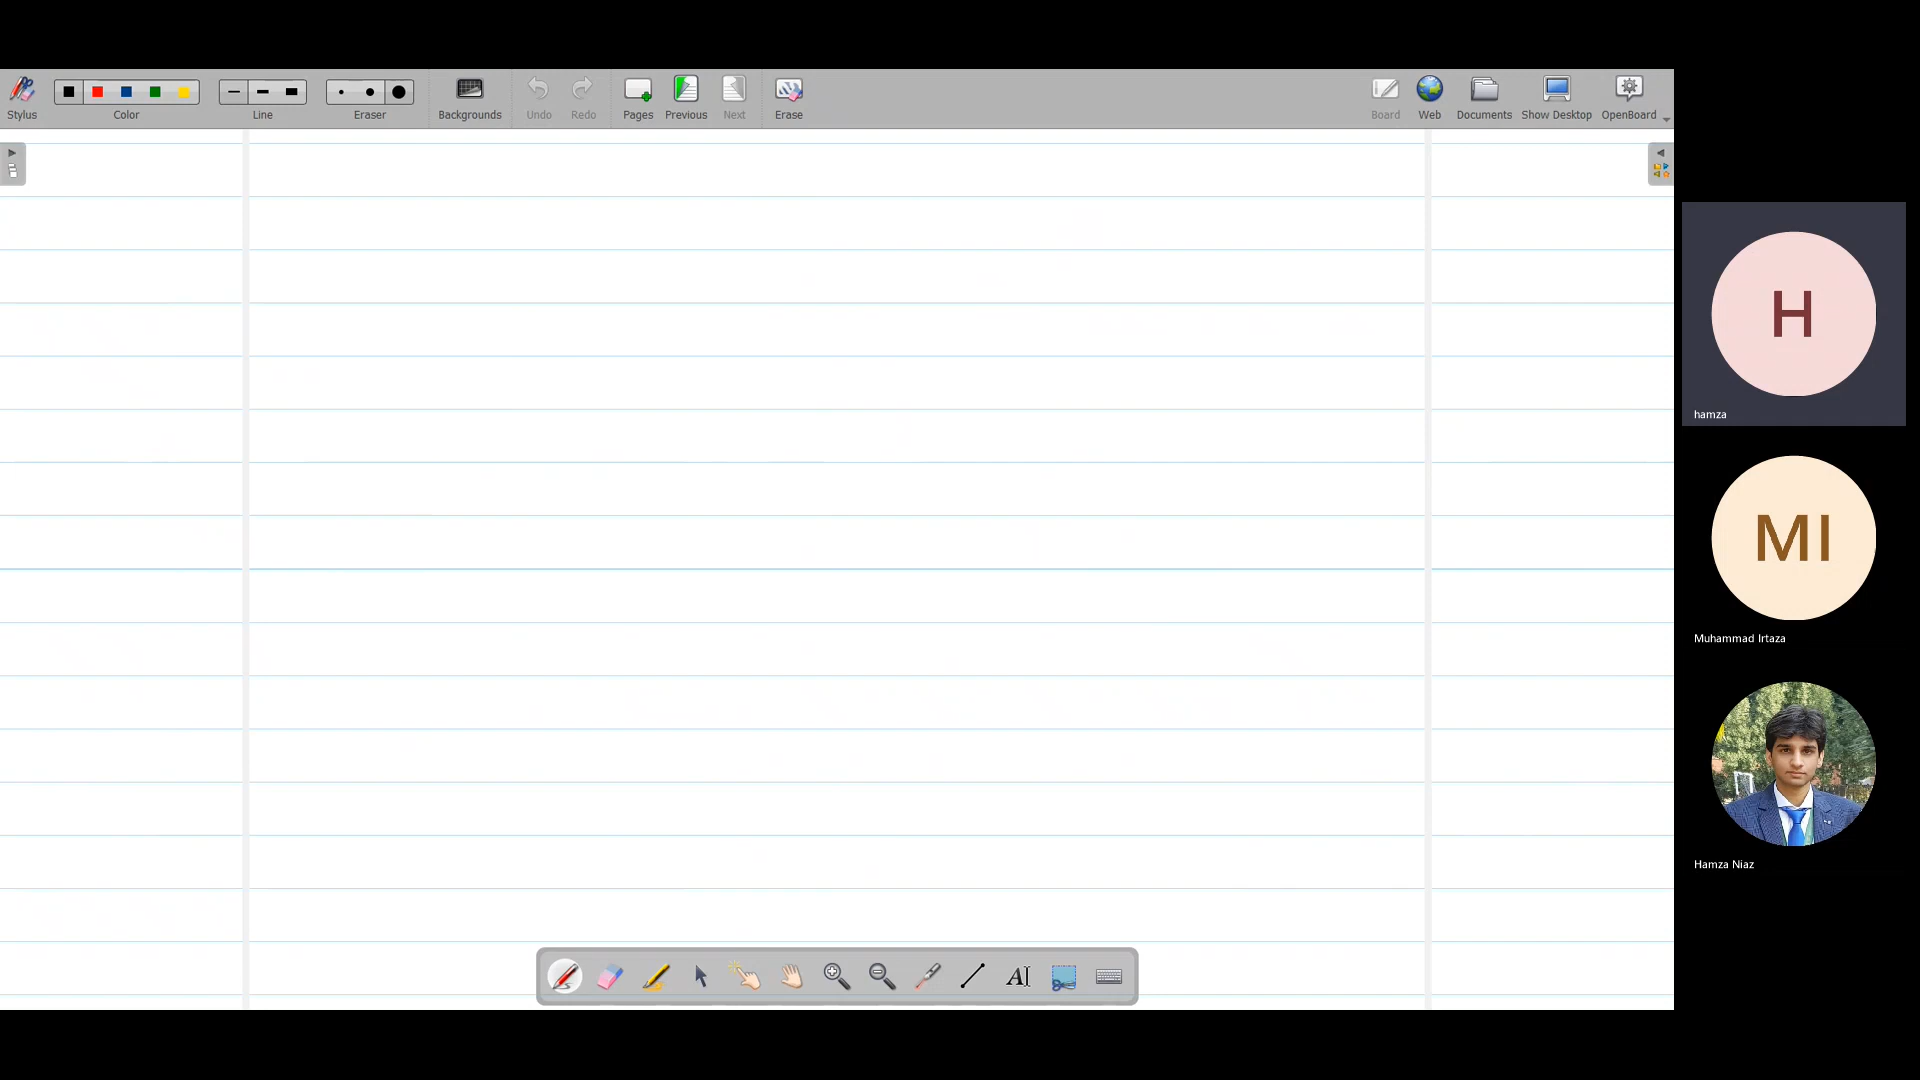 Stylus
Color
Line
Eraser
Backgrounds
Undo
Redo
Pages
Previous
Next
Erase
Board
Web
Documents
Show Desktop
OpenBoard
H
hamza
MI
Muhammad Irtaza
Hamza Niaz
AI